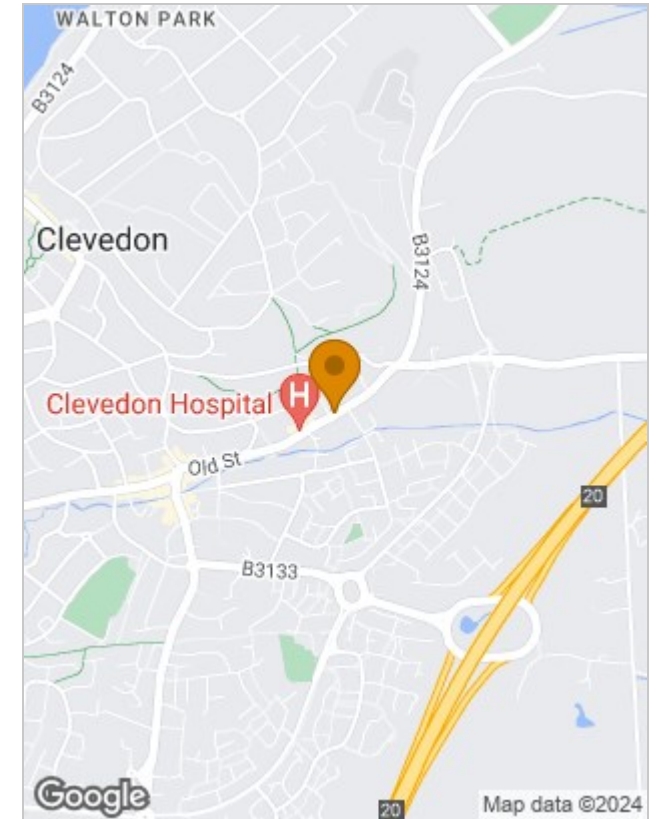 WALTON PARK
B3124
Clevedon
B3124
Clevedon Hospital
H
Old St
20
B3133
20
Google
Map data ©2024